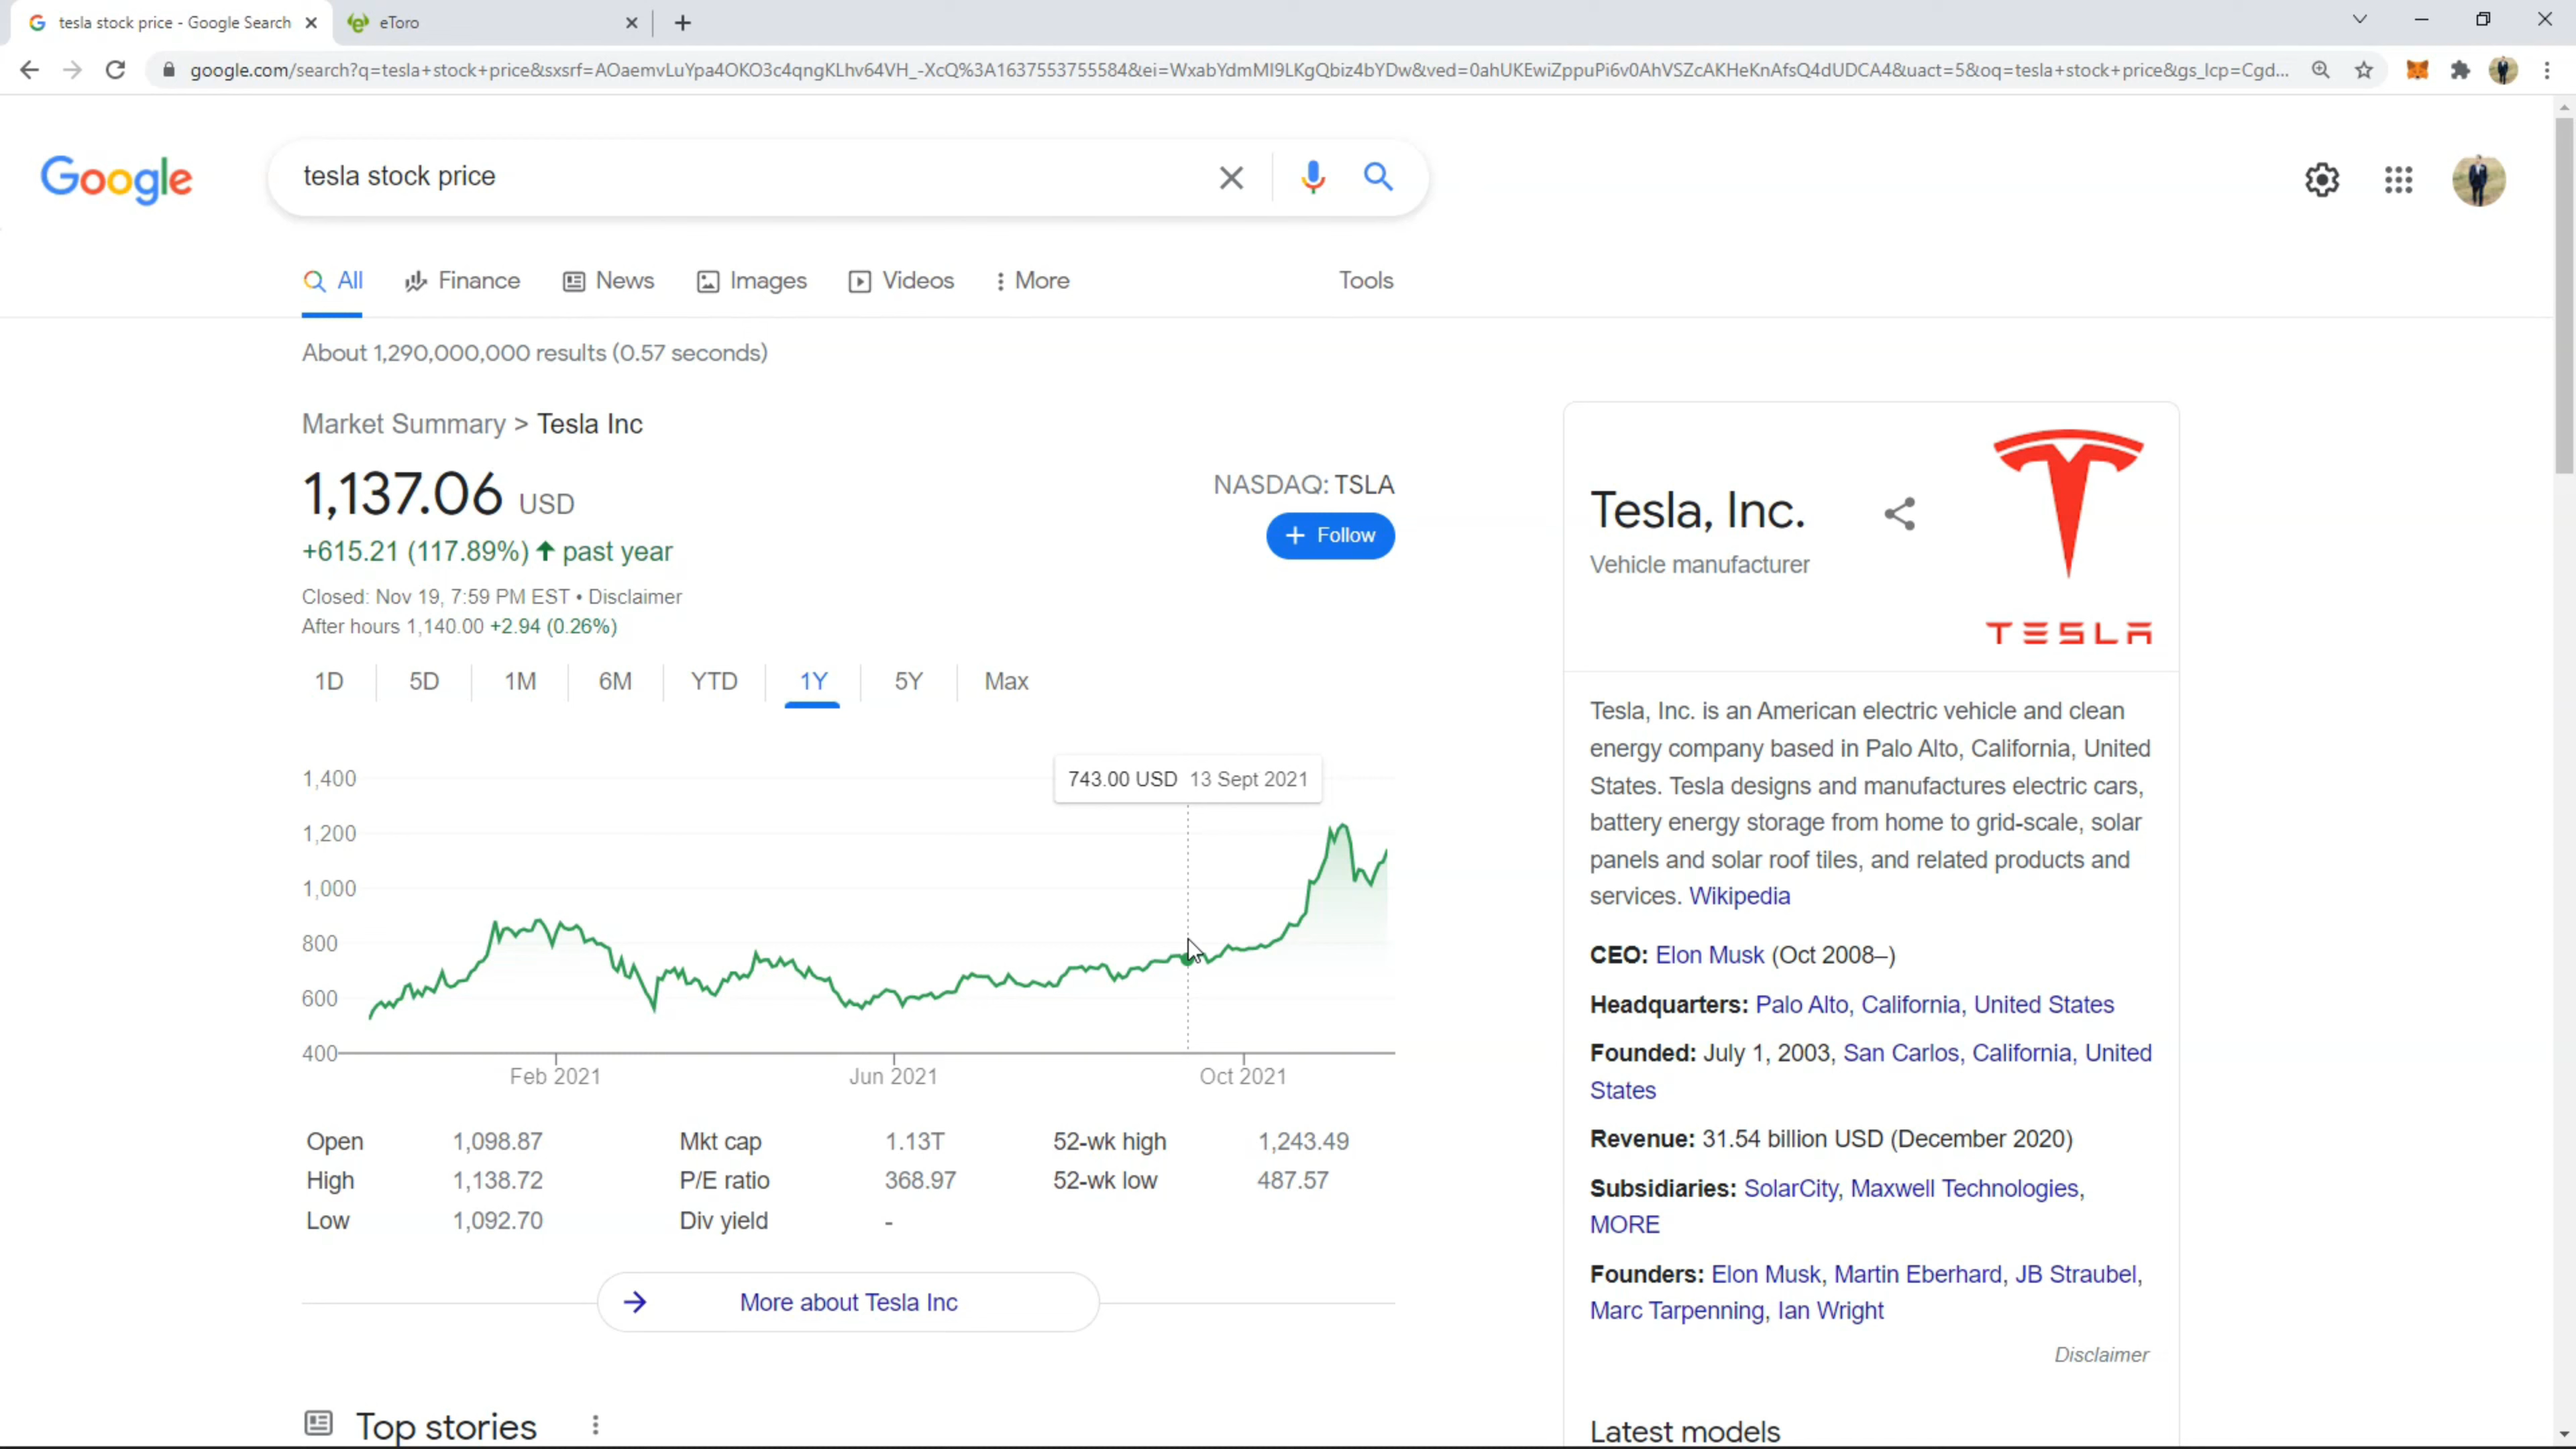 tesla stock price - Google Search
eToro
google.com/search?q=tesla+stock+price&sxsrf=AOaemvLuYpa4OKO3c4qngKLhv64VH_-XcQ%3A1637553755584&ei=WxabYdmMI9LKgQbiz4bYDw&ved=0ahUKEwiZppuPi6v0AhVSZcAKHeKnAfsQ4dUDCA4&uact=5&oq=tesla+stock+price&gs_lcp=Cgd...
Google
tesla stock price
All
Finance
News
Images
Videos
More
Tools
About 1,290,000,000 results (0.57 seconds)
Market Summary > Tesla Inc
1,137.06 USD
NASDAQ: TSLA
+615.21 (117.89%) past year
+ Follow
Closed: Nov 19, 7:59 PM EST • Disclaimer
After hours 1,140.00 +2.94 (0.26%)
1D
5D
1M
6M
YTD
1Y
5Y
Max
743.00 USD 13 Sept 2021
1,400
1,200
1,000
800
600
400
Feb 2021
Jun 2021
Oct 2021
Open 1,098.87 Mkt cap 1.13T 52-wk high 1,243.49
High 1,138.72 P/E ratio 368.97 52-wk low 487.57
Low 1,092.70 Div yield -
More about Tesla Inc
Top stories
Tesla, Inc.
Vehicle manufacturer
TESLA
Tesla, Inc. is an American electric vehicle and clean
energy company based in Palo Alto, California, United
States. Tesla designs and manufactures electric cars,
battery energy storage from home to grid-scale, solar
panels and solar roof tiles, and related products and
services. Wikipedia
CEO: Elon Musk (Oct 2008–)
Headquarters: Palo Alto, California, United States
Founded: July 1, 2003, San Carlos, California, United
States
Revenue: 31.54 billion USD (December 2020)
Subsidiaries: SolarCity, Maxwell Technologies,
MORE
Founders: Elon Musk, Martin Eberhard, JB Straubel,
Marc Tarpenning, Ian Wright
Disclaimer
Latest models